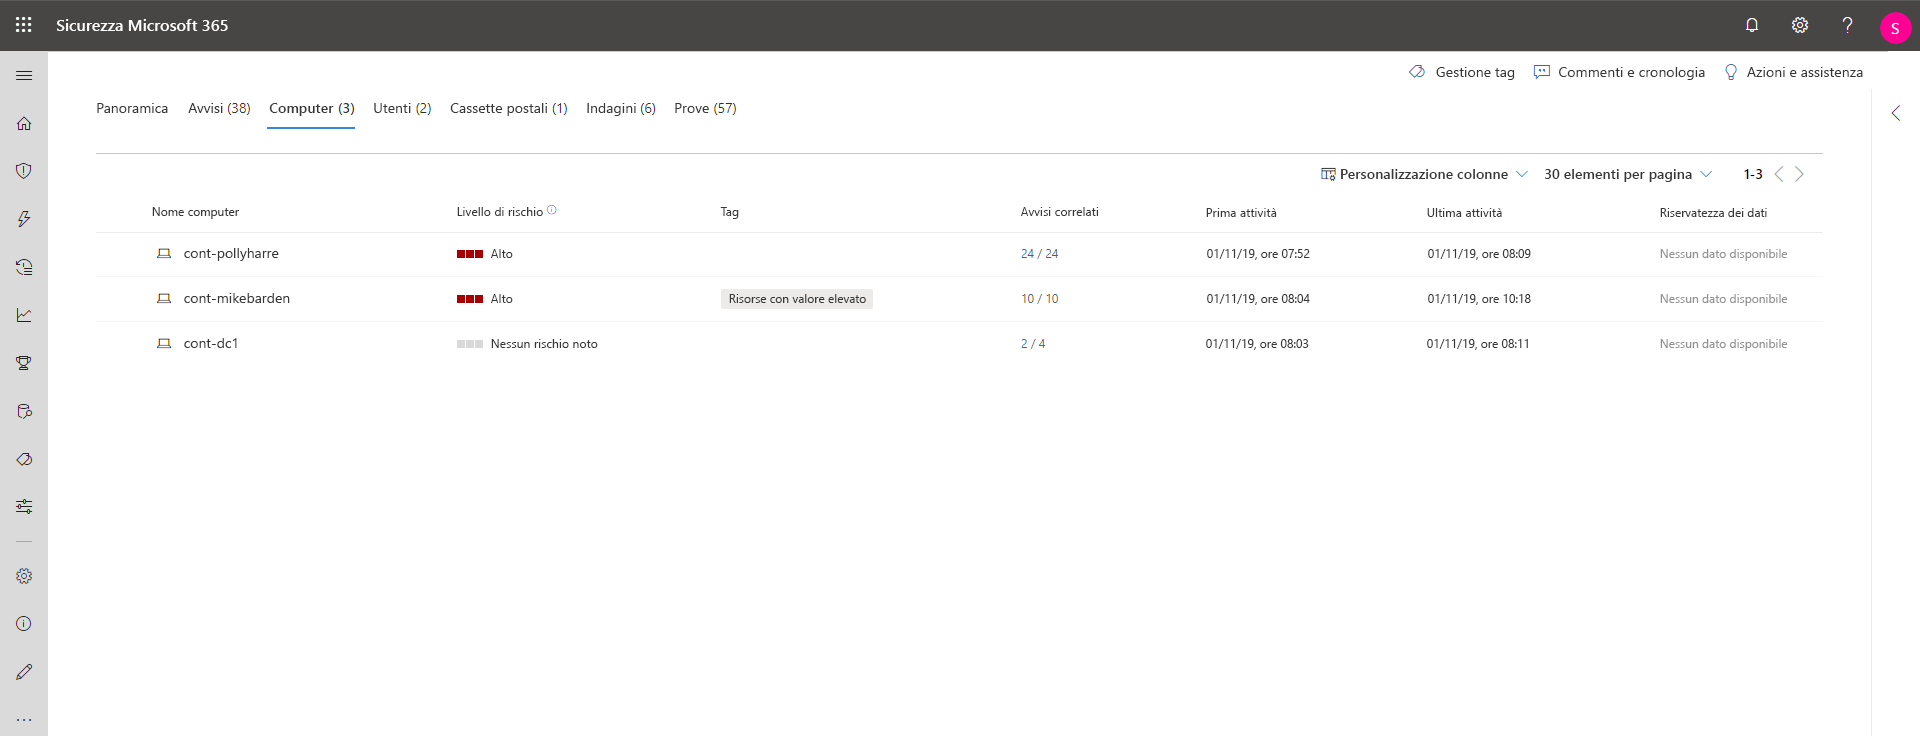 Sicurezza Microsoft 365
S
Gestione tag Commenti e cronologia Azioni e assistenza
Panoramica Avvisi (38) Computer (3) Utenti (2) Cassette postali (1) Indagini (6) Prove (57)
Personalizzazione colonne 30 elementi per pagina 1-3
Nome computer Livello di rischio Tag Avvisi correlati Prima attività Ultima attività Riservatezza dei dati
cont-pollyharre Alto 24 / 24 01/11/19, ore 07:52 01/11/19, ore 08:09 Nessun dato disponibile
cont-mikebarden Alto Risorse con valore elevato 10 / 10 01/11/19, ore 08:04 01/11/19, ore 10:18 Nessun dato disponibile
cont-dc1 Nessun rischio noto 2 / 4 01/11/19, ore 08:03 01/11/19, ore 08:11 Nessun dato disponibile